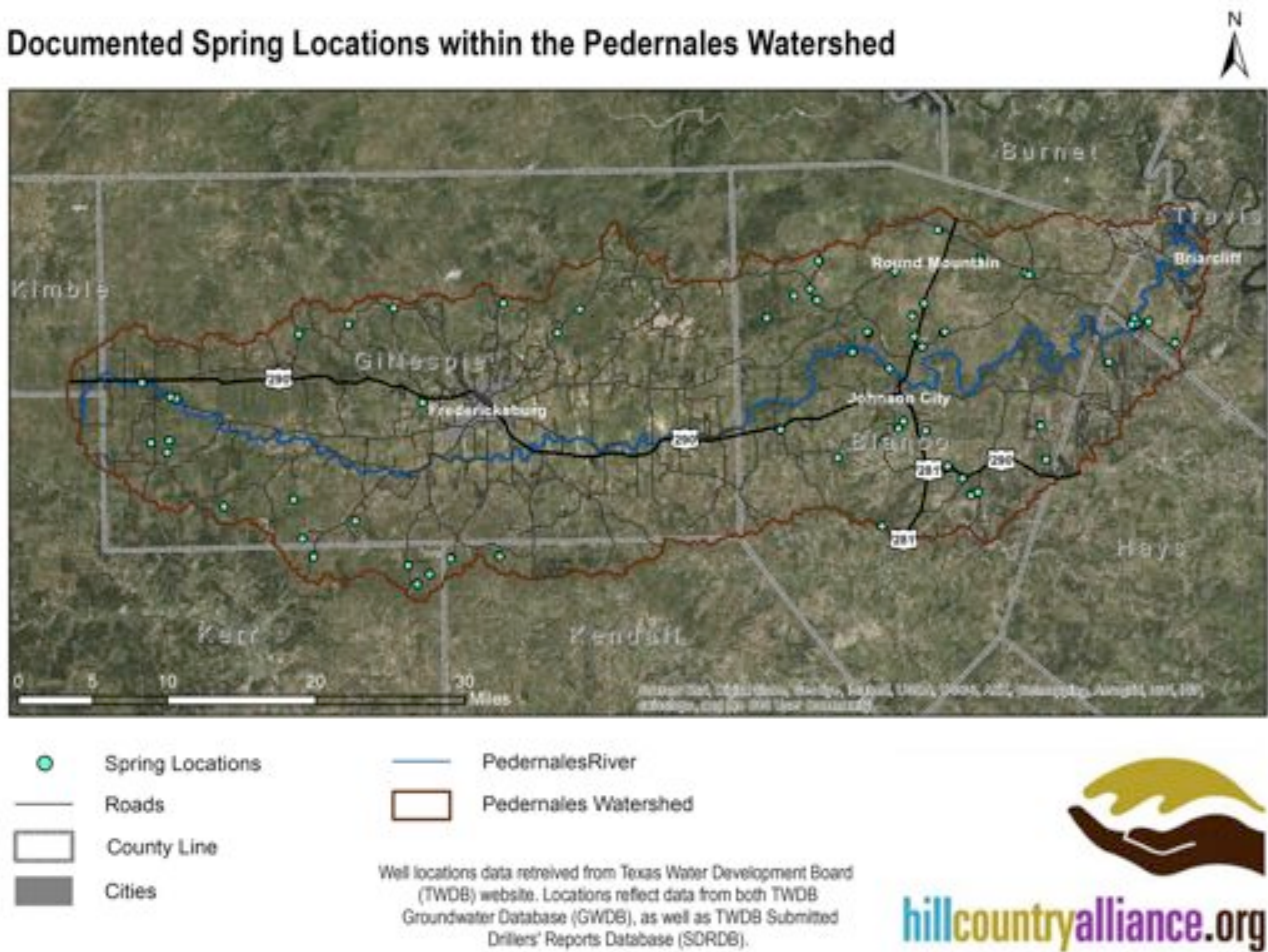 Documented Spring Locations within the Pedernales Watershed
N
Burnet
Travis
Briarcliff
Round Mountain
Kimble
Gillespie
290
Fredericksburg
Johnson City
290
Blanco
281
290
281
Hays
Kerr
Kendall
0 5 10 20 30
Miles
Spring Locations
Roads
County Line
Cities
PedernalesRiver
Pedernales Watershed
Well locations data retreived from Texas Water Development Board
(TWDB) website. Locations reflect data from both TWDB
Groundwater Database (GWDB), as well as TWDB Submitted
Drillers' Reports Database (SDRDB).
hillcountryalliance.org